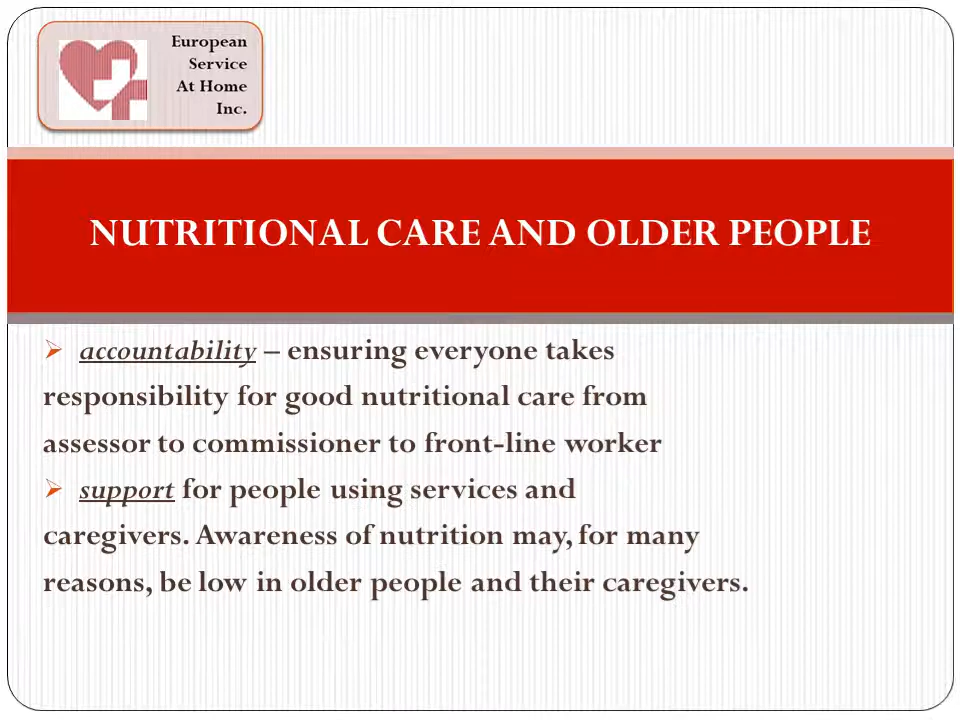 European
Service
At Home
Inc.
NUTRITIONAL CARE AND OLDER PEOPLE
accountability – ensuring everyone takes
responsibility for good nutritional care from
assessor to commissioner to front-line worker
support for people using services and
caregivers. Awareness of nutrition may, for many
reasons, be low in older people and their caregivers.